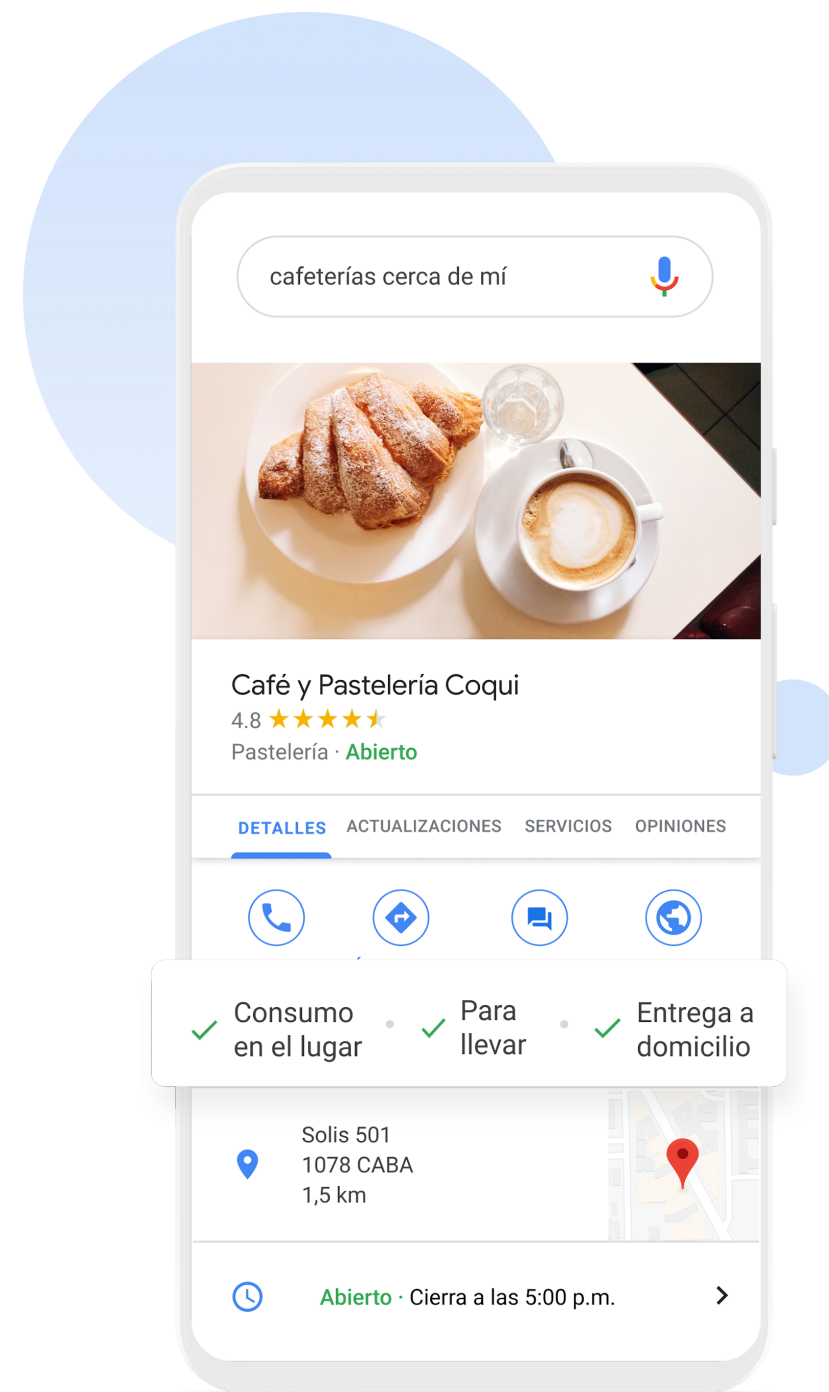 cafeterías cerca de mí
Café y Pastelería Coqui
4.8
Pastelería · Abierto
DETALLES ACTUALIZACIONES SERVICIOS OPINIONES
Consumo
en el lugar
Para
llevar
Entrega a
domicilio
Solis 501
1078 CABA
1,5 km
Abierto · Cierra a las 5:00 p.m.